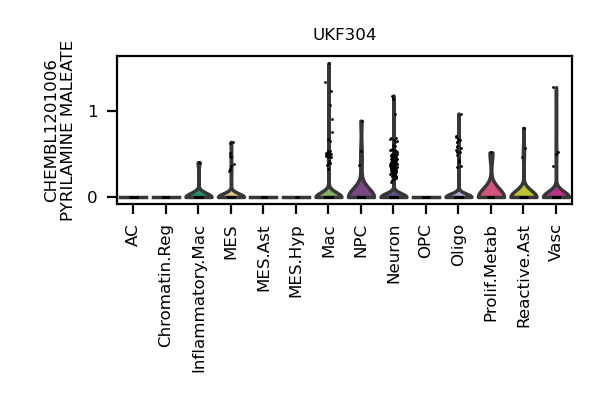 UKF304
CHEMBL1201006
PYRILAMINE MALEATE
1
0
AC
Chromatin.Reg
Inflammatory.Mac
MES
MES.Ast
MES.Hyp
Mac
NPC
Neuron
OPC
Oligo
Prolif.Metab
Reactive.Ast
Vasc